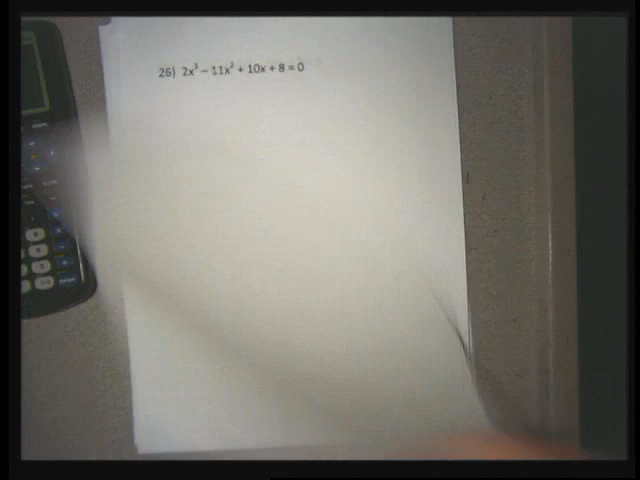 26) 2x³ – 11x² + 10x + 8 = 0